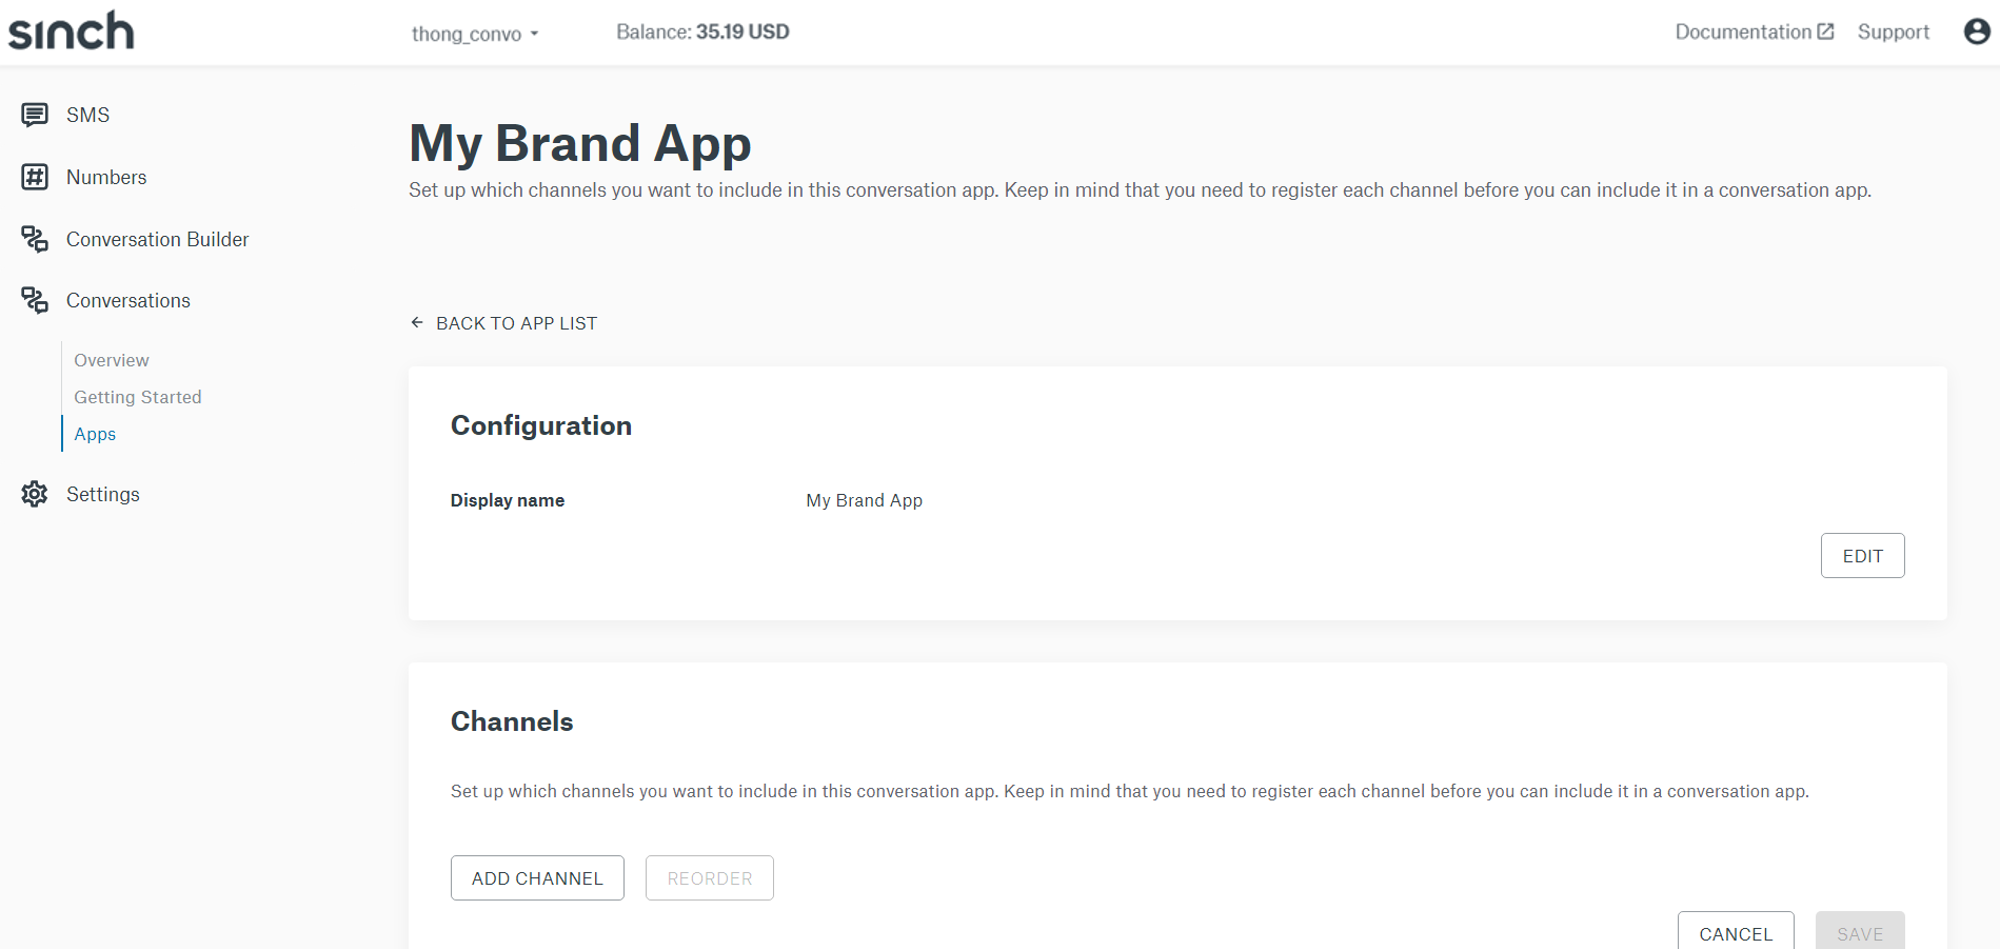 sinch
thong_convo
Balance: 35.19 USD
Documentation
Support
SMS
Numbers
Conversation Builder
Conversations
Overview
Getting Started
Apps
Settings
My Brand App
Set up which channels you want to include in this conversation app. Keep in mind that you need to register each channel before you can include it in a conversation app.
BACK TO APP LIST
Configuration
Display name
My Brand App
EDIT
Channels
Set up which channels you want to include in this conversation app. Keep in mind that you need to register each channel before you can include it in a conversation app.
ADD CHANNEL
REORDER
CANCEL
SAVE